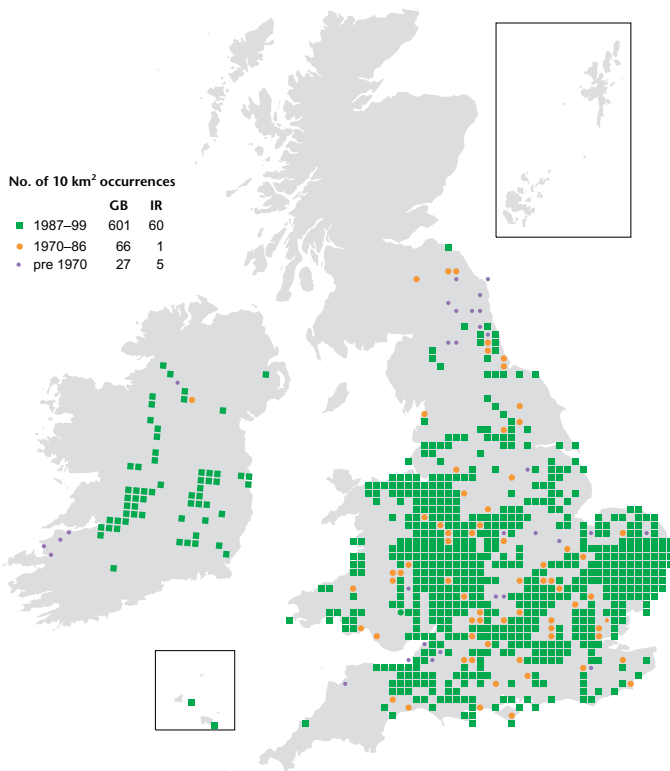 No. of 10 km² occurrences
GB IR
1987–99 601 60
1970–86 66 1
pre 1970 27 5